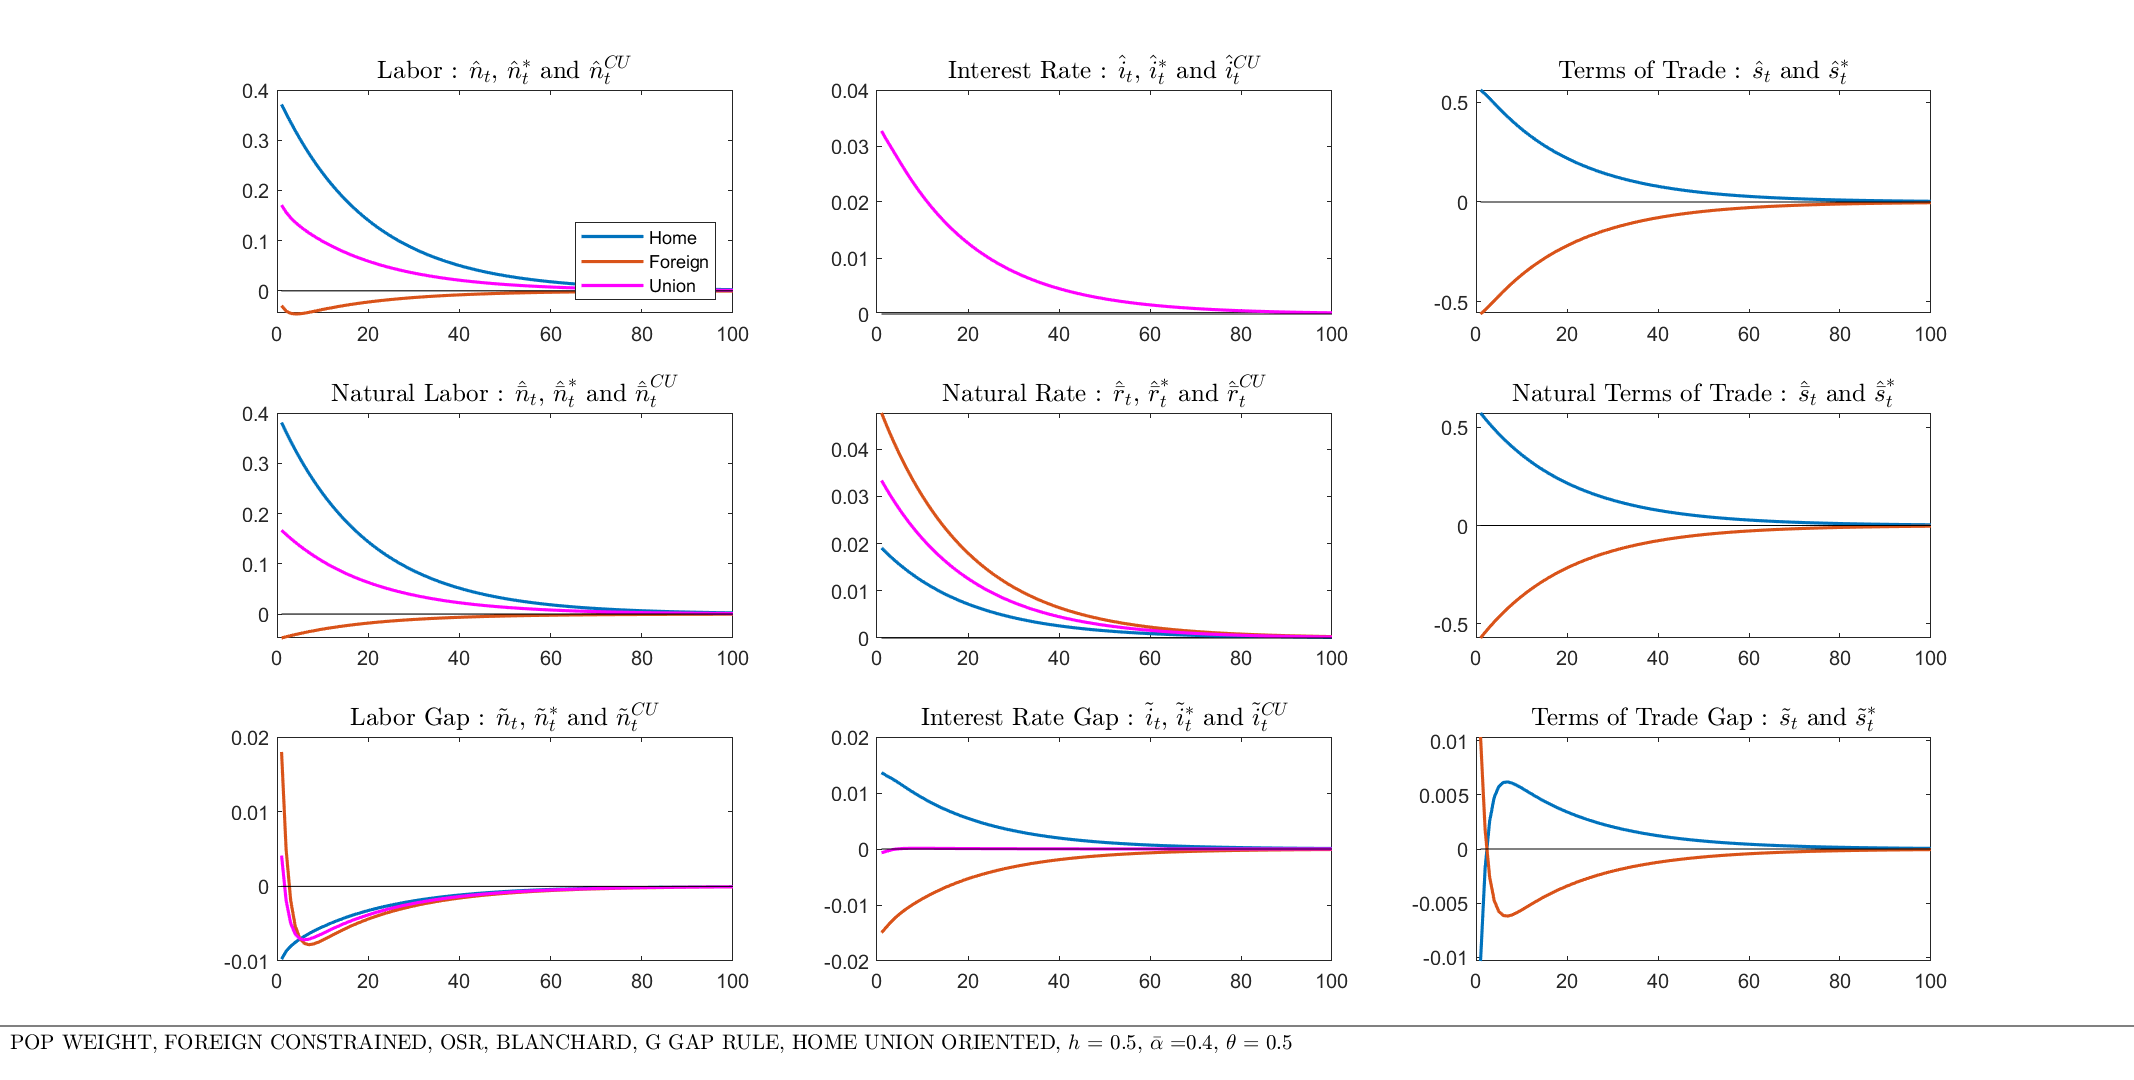 Labor : n̂ₜ, n̂ₜ* and n̂ₜᶜᵁ
0.4
0.3
0.2
0.1
0
0 20 40 60 80 100
Home
Foreign
Union
Interest Rate : îₜ, îₜ* and îₜᶜᵁ
0.04
0.03
0.02
0.01
0
0 20 40 60 80 100
Terms of Trade : ŝₜ and ŝₜ*
0.5
0
-0.5
0 20 40 60 80 100
Natural Labor : n̄̂ₜ, n̄̂ₜ* and n̄̂ₜᶜᵁ
0.4
0.3
0.2
0.1
0
0 20 40 60 80 100
Natural Rate : r̄̂ₜ, r̄̂ₜ* and r̄̂ₜᶜᵁ
0.04
0.03
0.02
0.01
0
0 20 40 60 80 100
Natural Terms of Trade : s̄̂ₜ and s̄̂ₜ*
0.5
0
-0.5
0 20 40 60 80 100
Labor Gap : ñₜ, ñₜ* and ñₜᶜᵁ
0.02
0.01
0
-0.01
0 20 40 60 80 100
Interest Rate Gap : ĩₜ, ĩₜ* and ĩₜᶜᵁ
0.02
0.01
0
-0.01
-0.02
0 20 40 60 80 100
Terms of Trade Gap : s̃ₜ and s̃ₜ*
0.01
0.005
0
-0.005
-0.01
0 20 40 60 80 100
POP WEIGHT, FOREIGN CONSTRAINED, OSR, BLANCHARD, G GAP RULE, HOME UNION ORIENTED, h = 0.5, ᾱ =0.4, θ = 0.5